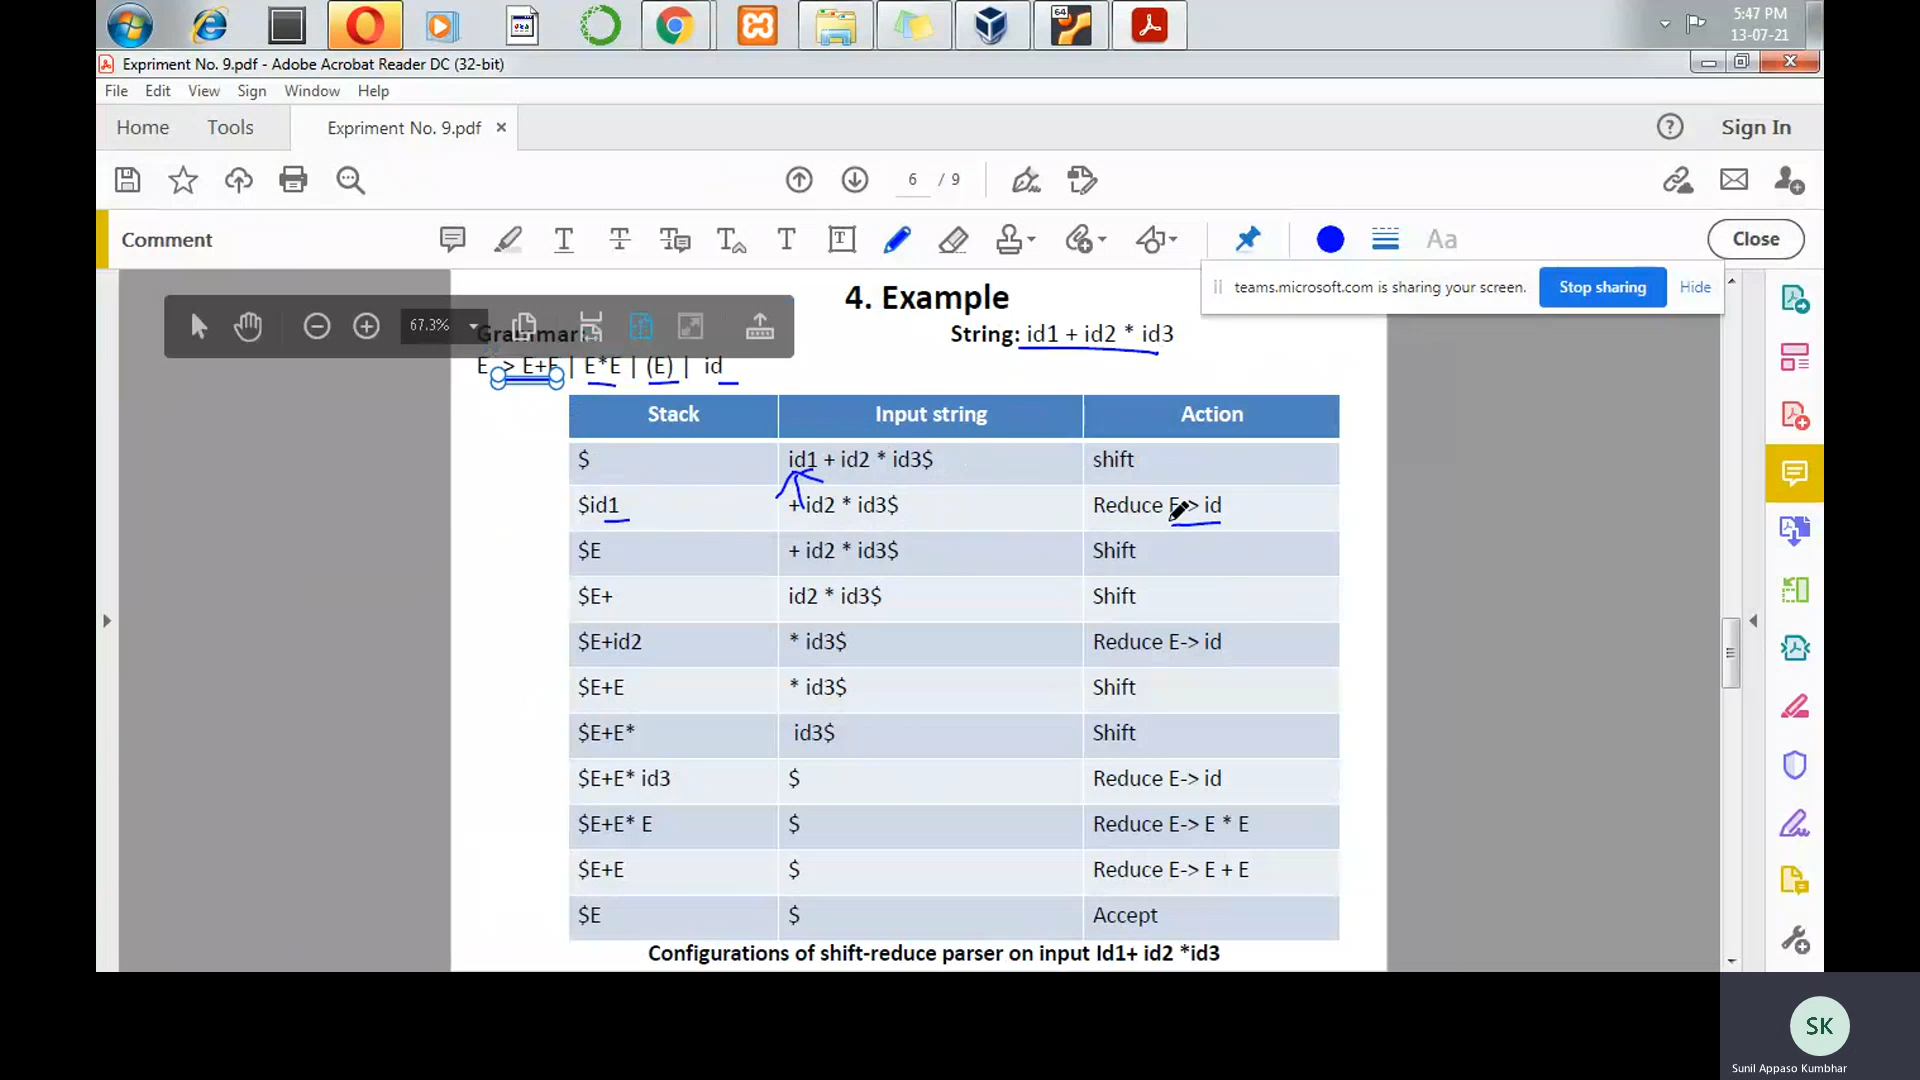 5:47 PM
13-07-21
64
Expriment No. 9.pdf - Adobe Acrobat Reader DC (32-bit)
File Edit View Sign Window Help
Home Tools Expriment No. 9.pdf × Sign In
6 / 9
Comment Aa Close
teams.microsoft.com is sharing your screen. Stop sharing Hide
4. Example
67.3%
Grammar:
String: id1 + id2 * id3
E -> E+E | E*E | (E) | id
Stack Input string Action
$ id1 + id2 * id3$ shift
$id1 + id2 * id3$ Reduce E-> id
$E + id2 * id3$ Shift
$E+ id2 * id3$ Shift
$E+id2 * id3$ Reduce E-> id
$E+E * id3$ Shift
$E+E* id3$ Shift
$E+E* id3 $ Reduce E-> id
$E+E* E $ Reduce E-> E * E
$E+E $ Reduce E-> E + E
$E $ Accept
Configurations of shift-reduce parser on input Id1+ id2 *id3
SK
Sunil Appaso Kumbhar